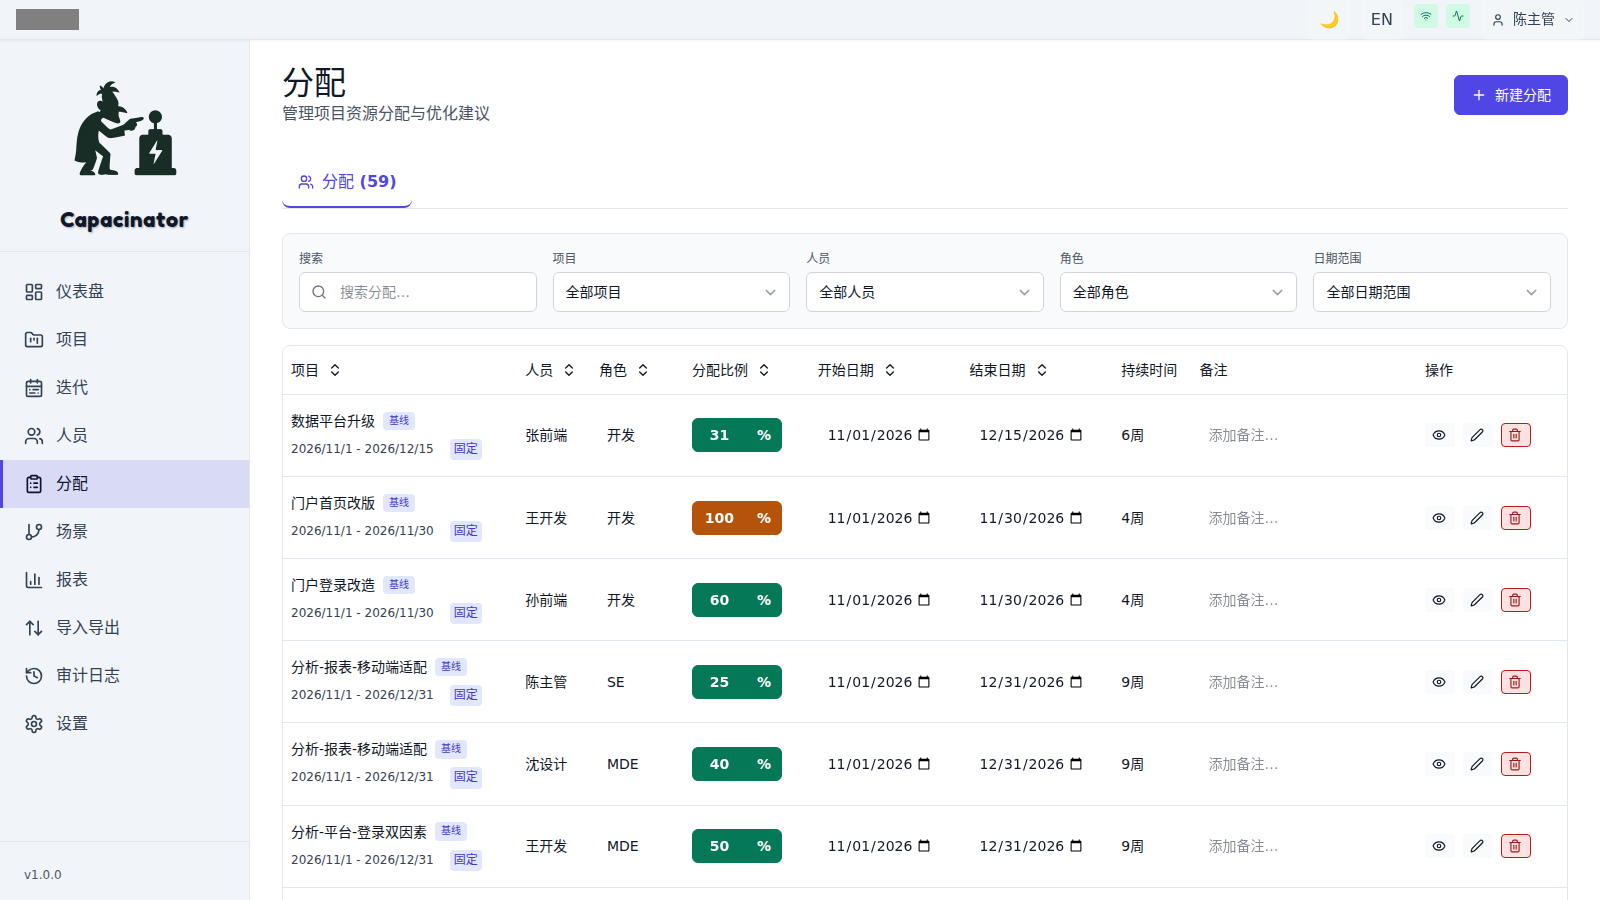 EN
陈主管
Capacinator
仪表盘
项目
迭代
人员
分配
场景
报表
导入导出
审计日志
设置
v1.0.0
分配
管理项目资源分配与优化建议
新建分配
分配 (59)
搜索 项目 人员 角色 日期范围
搜索分配... 全部项目 全部人员 全部角色 全部日期范围
项目 人员 角色 分配比例 开始日期 结束日期 持续时间 备注 操作
数据平台升级 基线
2026/11/1 - 2026/12/15 固定
张前端 开发 31 % 11/01/2026 12/15/2026 6周 添加备注...
门户首页改版 基线
2026/11/1 - 2026/11/30 固定
王开发 开发 100 % 11/01/2026 11/30/2026 4周 添加备注...
门户登录改造 基线
2026/11/1 - 2026/11/30 固定
孙前端 开发 60 % 11/01/2026 11/30/2026 4周 添加备注...
分析-报表-移动端适配 基线
2026/11/1 - 2026/12/31 固定
陈主管 SE 25 % 11/01/2026 12/31/2026 9周 添加备注...
分析-报表-移动端适配 基线
2026/11/1 - 2026/12/31 固定
沈设计 MDE 40 % 11/01/2026 12/31/2026 9周 添加备注...
分析-平台-登录双因素 基线
2026/11/1 - 2026/12/31 固定
王开发 MDE 50 % 11/01/2026 12/31/2026 9周 添加备注...